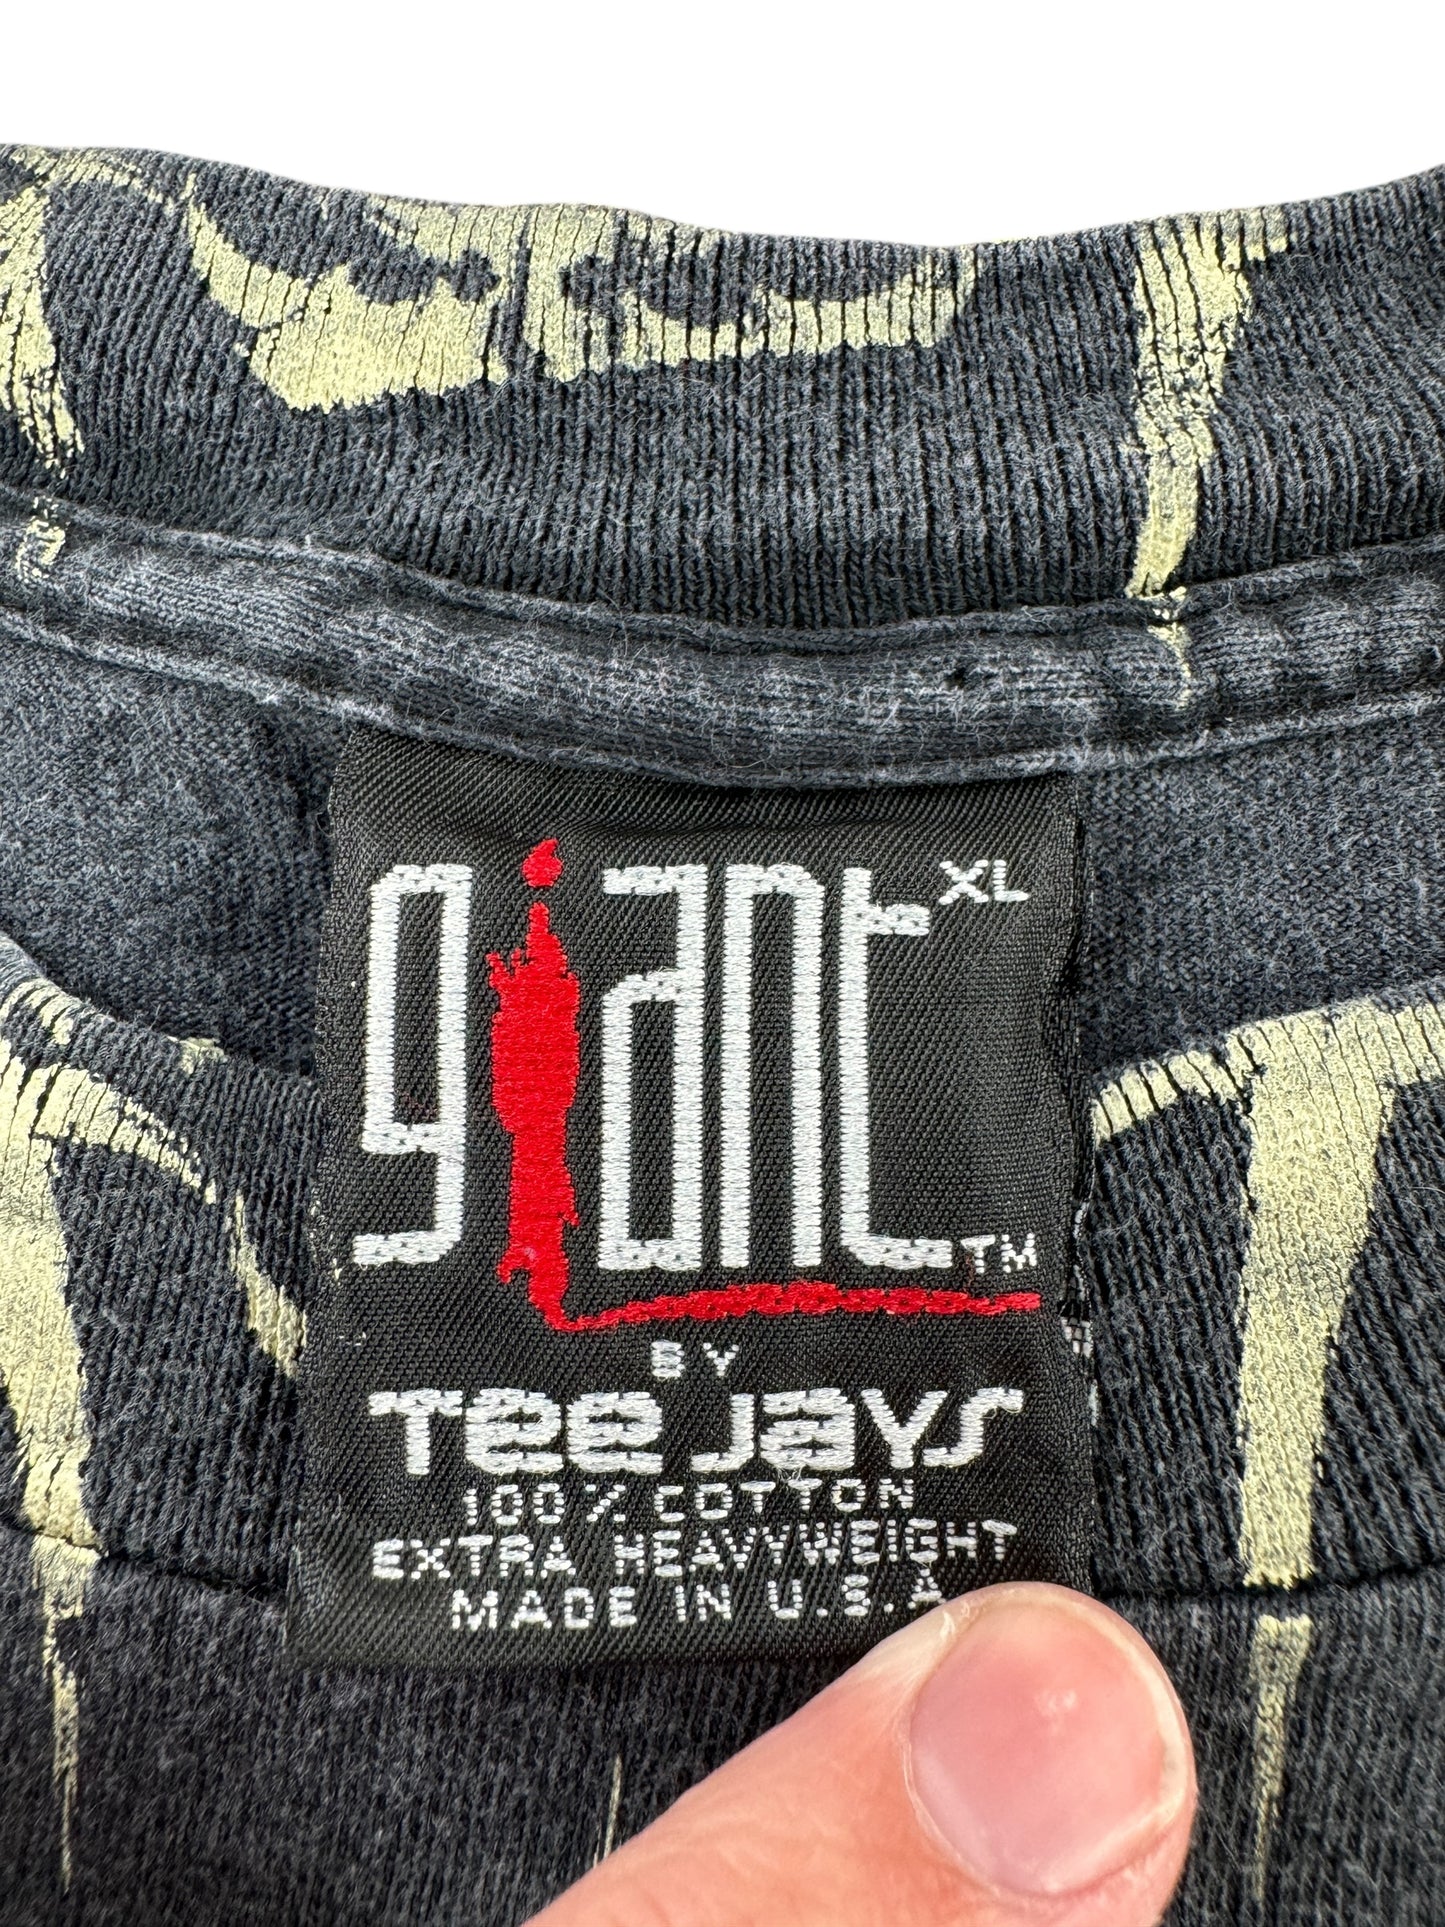 giant XL
TM
BY
Tee Jays
100% COTTON
EXTRA HEAVYWEIGHT
MADE IN U.S.A